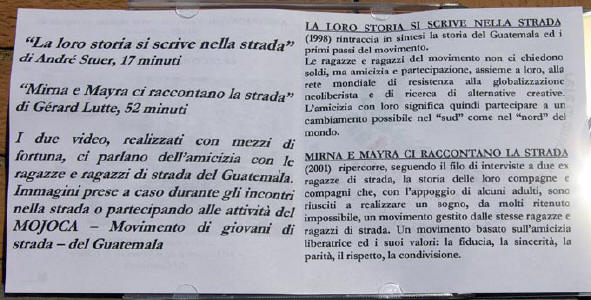 “La loro storia si scrive nella strada”
di André Stuer, 17 minuti
“Mirna e Mayra ci raccontano la strada”
di Gérard Lutte, 52 minuti
I due video, realizzati con mezzi di
fortuna, ci parlano dell’amicizia con le
ragazze e ragazzi di strada del Guatemala.
Immagini prese a caso durante gli incontri
nella strada o partecipando alle attività del
MOJOCA – Movimento di giovani di
strada – del Guatemala
LA LORO STORIA SI SCRIVE NELLA STRADA
(1998) rintraccia in sintesi la storia del Guatemala ed i
primi passi del movimento.
Le ragazze e ragazzi del movimento non ci chiedono
soldi, ma amicizia e partecipazione, assieme a loro, alla
rete mondiale di resistenza alla globalizzazione
neoliberista e di ricerca di alternative creative.
L’amicizia con loro significa quindi partecipare a un
cambiamento possibile nel “sud” come nel “nord” del
mondo.
MIRNA E MAYRA CI RACCONTANO LA STRADA
(2001) ripercorre, seguendo il filo di interviste a due ex
ragazze di strada, la storia delle loro compagne e
compagni che, con l’appoggio di alcuni adulti, sono
riusciti a realizzare un sogno, da molti ritenuto
impossibile, un movimento gestito dalle stesse ragazze e
ragazzi di strada. Un movimento basato sull’amicizia
liberatrice ed i suoi valori: la fiducia, la sincerità, la
parità, il rispetto, la condivisione.